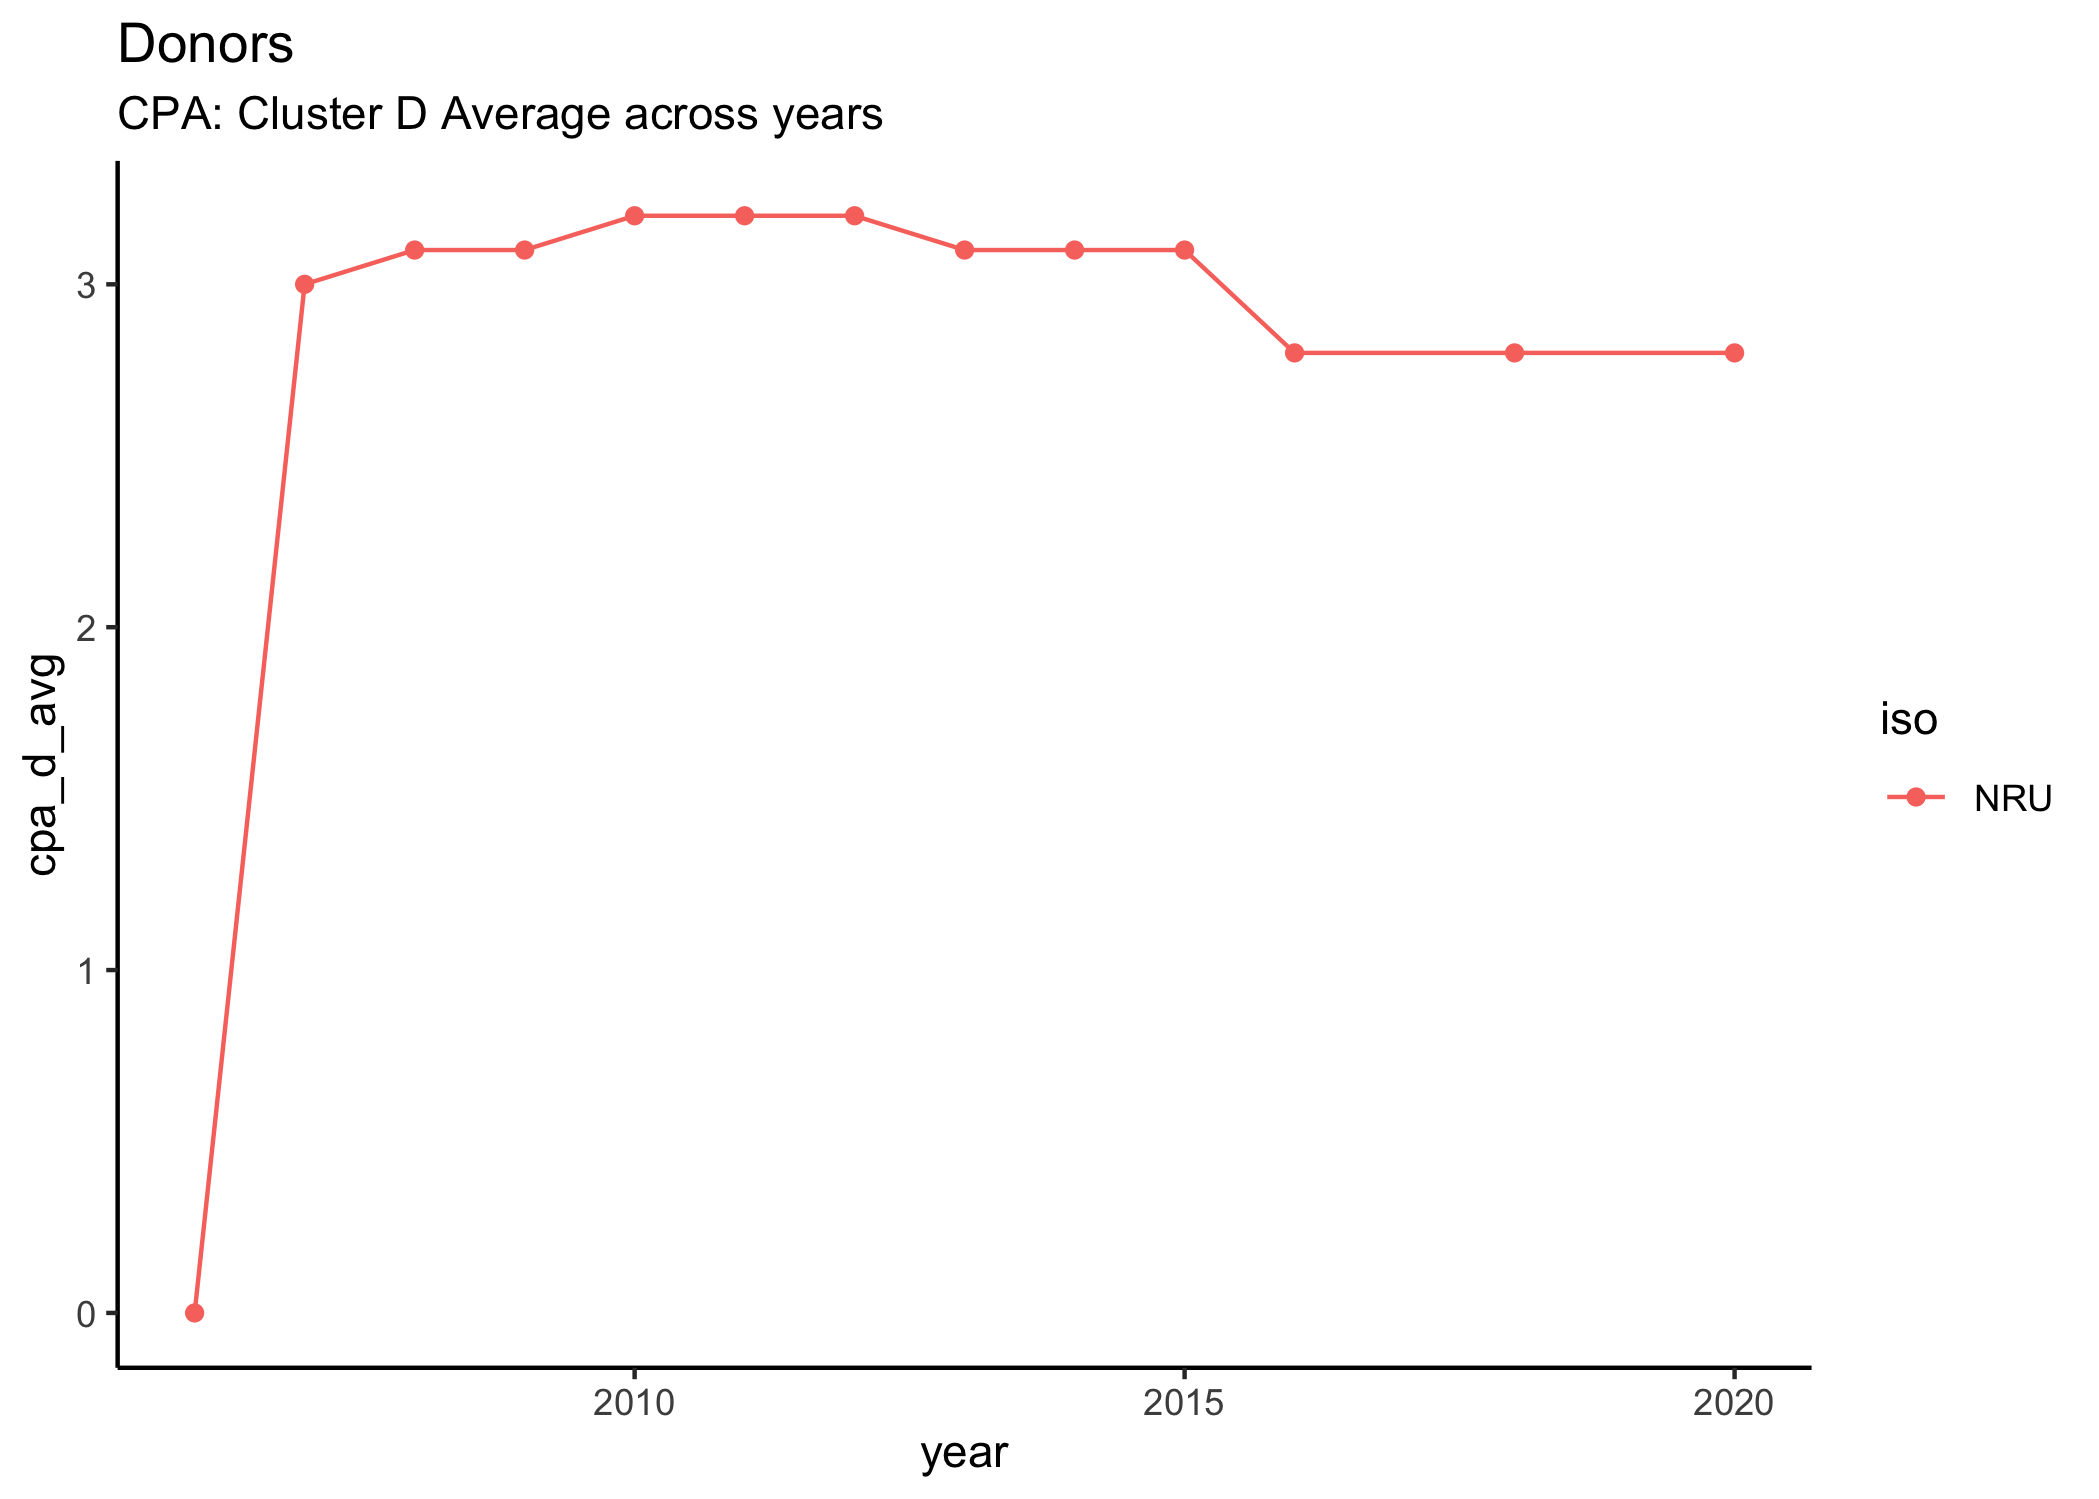 Donors
CPA: Cluster D Average across years
3
2
1
0
cpa_d_avg
2010
2015
2020
year
iso
NRU